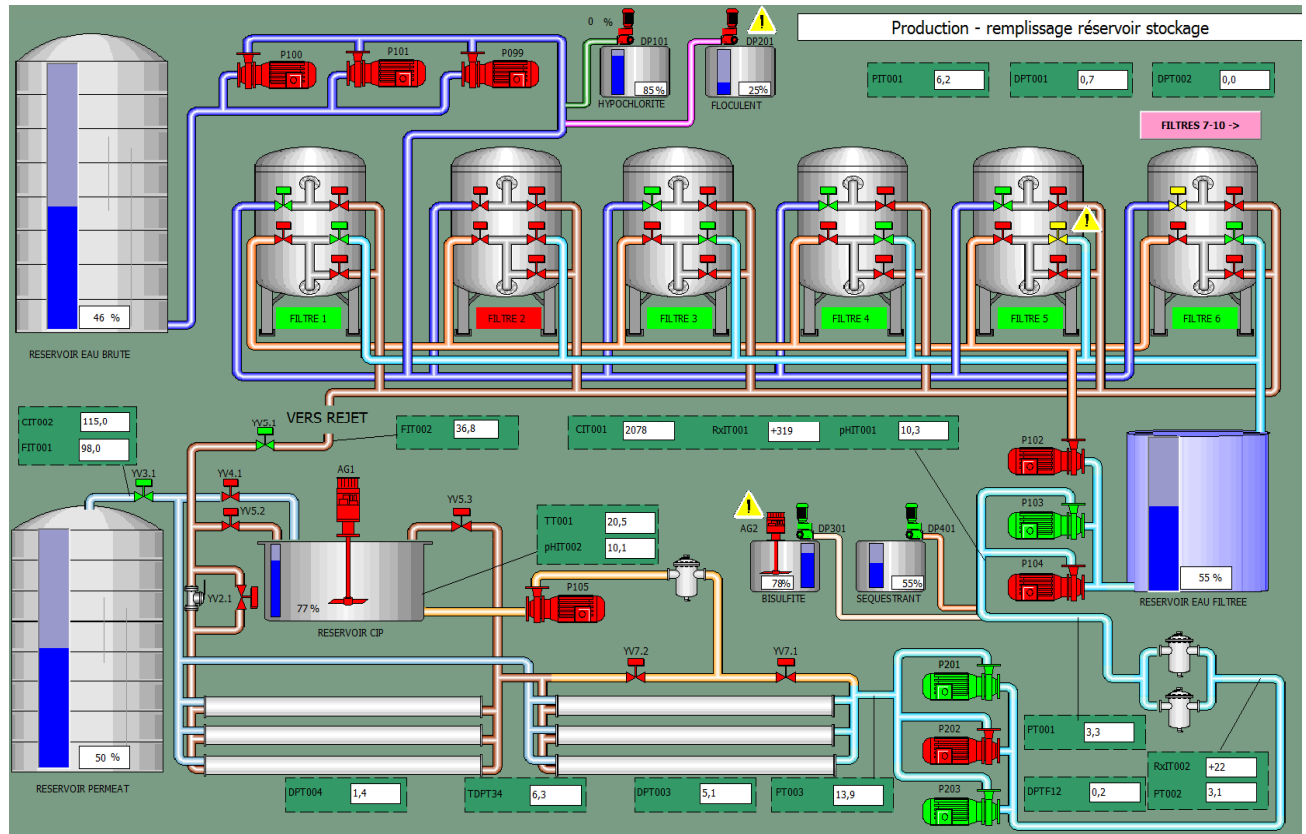 Production - remplissage réservoir stockage
0 %
P100
P101
P099
DP101
DP201
85%
25%
HYPOCHLORITE
FLOCULENT
PIT001 6,2
DPT001 0,7
DPT002 0,0
FILTRES 7-10 ->
46 %
RESERVOIR EAU BRUTE
FILTRE 1
FILTRE 2
FILTRE 3
FILTRE 4
FILTRE 5
FILTRE 6
VERS REJET
CIT002 115,0
FIT001 98,0
YV5.1
FIT002 36,8
CIT001 2078
RxIT001 +319
pHIT001 10,3
P102
YV3.1
YV4.1
AG1
YV5.2
YV5.3
TT001 20,5
pHIT002 10,1
AG2
DP301
DP401
P103
P104
78%
55%
BISULFITE
SEQUESTRANT
55 %
RESERVOIR EAU FILTREE
YV2.1
77 %
RESERVOIR CIP
P105
YV7.2
YV7.1
P201
P202
P203
50 %
RESERVOIR PERMEAT
PT001 3,3
RxIT002 +22
PT002 3,1
DPT004 1,4
TDPT34 6,3
DPT003 5,1
PT003 13,9
DPTF12 0,2